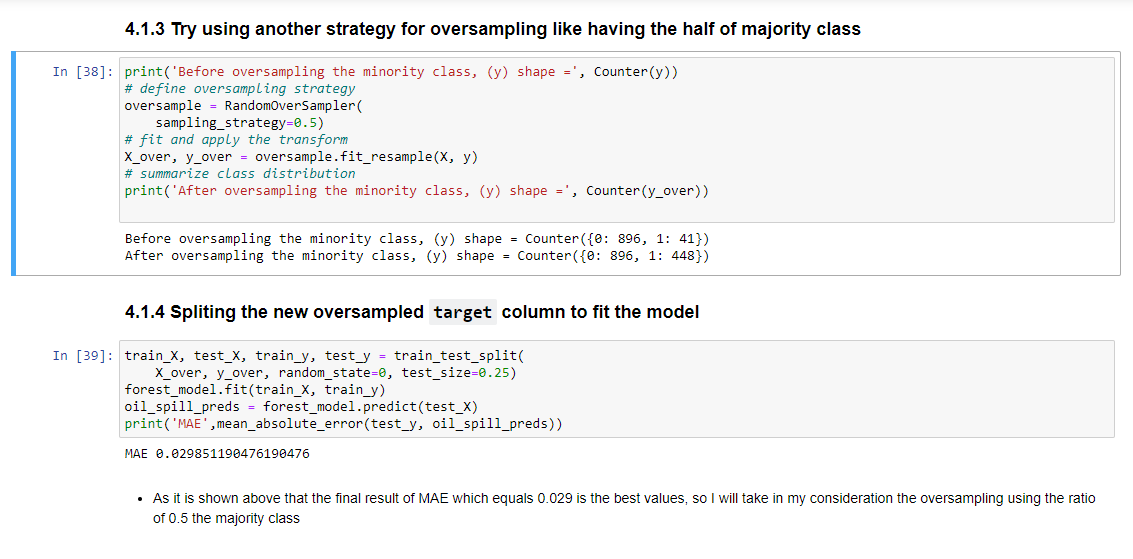 4.1.3 Try using another strategy for oversampling like having the half of majority class
In [38]: print('Before oversampling the minority class, (y) shape =', Counter(y))
# define oversampling strategy
oversample = RandomOverSampler(
sampling_strategy=0.5)
# fit and apply the transform
X_over, y_over = oversample.fit_resample(X, y)
# summarize class distribution
print('After oversampling the minority class, (y) shape =', Counter(y_over))
Before oversampling the minority class, (y) shape = Counter({0: 896, 1: 41})
After oversampling the minority class, (y) shape = Counter({0: 896, 1: 448})
4.1.4 Spliting the new oversampled target column to fit the model
In [39]: train_X, test_X, train_y, test_y = train_test_split(
X_over, y_over, random_state=0, test_size=0.25)
forest_model.fit(train_X, train_y)
oil_spill_preds = forest_model.predict(test_X)
print('MAE',mean_absolute_error(test_y, oil_spill_preds))
MAE 0.029851190476190476
• As it is shown above that the final result of MAE which equals 0.029 is the best values, so I will take in my consideration the oversampling using the ratio
of 0.5 the majority class